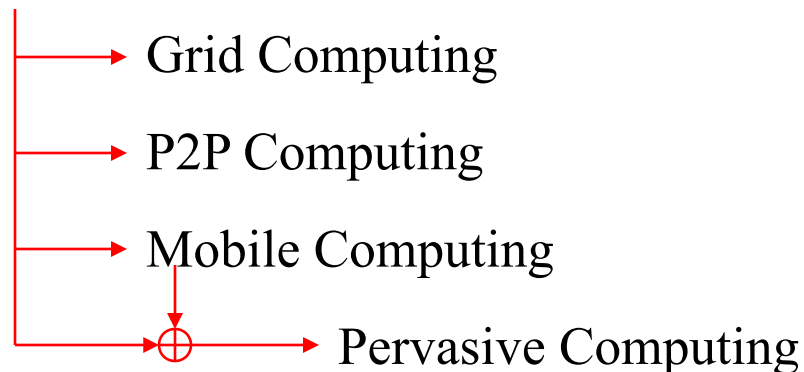 Grid Computing
P2P Computing
Mobile Computing
Pervasive Computing